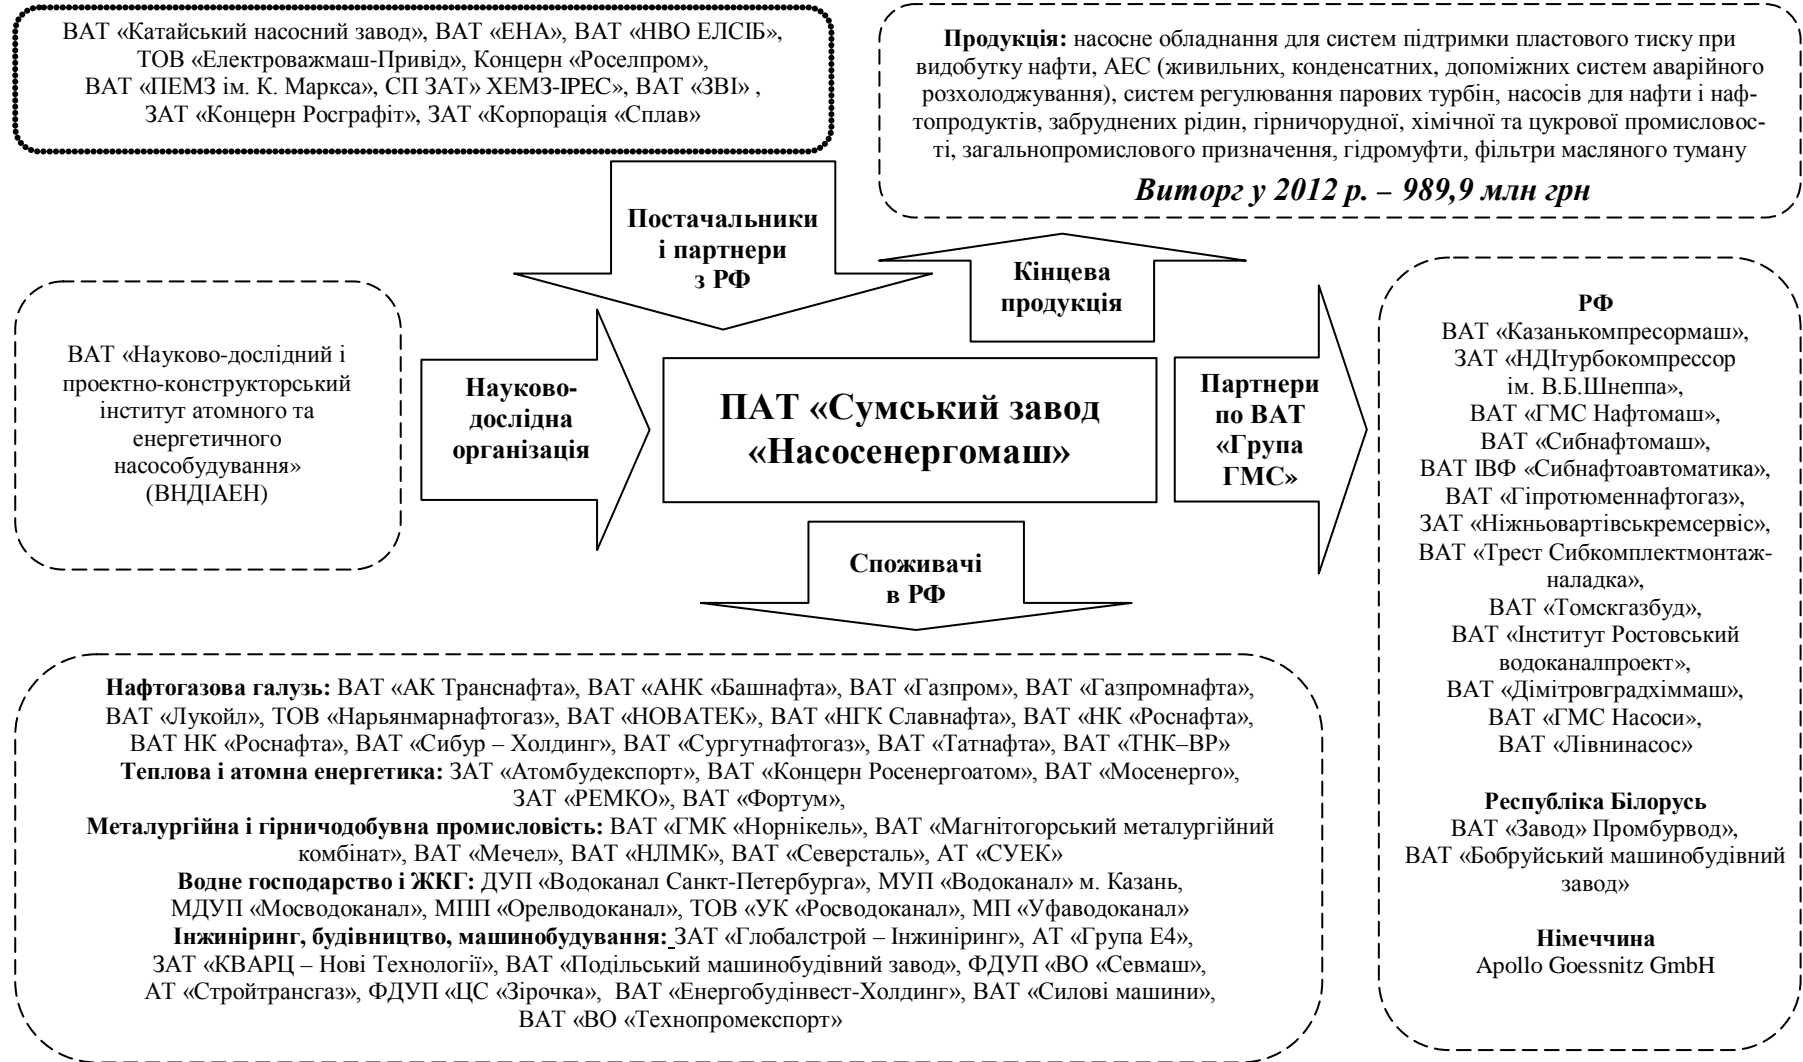 ВАТ «Катайський насосний завод», ВАТ «ЕНА», ВАТ «НВО ЕЛСІБ»,
ТОВ «Електроважмаш-Привід», Концерн «Роселпром»,
ВАТ «ПЕМЗ ім. К. Маркса», СП ЗАТ» ХЕМЗ-IPEC», ВАТ «ЗВІ» ,
ЗАТ «Концерн Росграфіт», ЗАТ «Корпорація «Сплав»
Продукція: насосне обладнання для систем підтримки пластового тиску при
видобутку нафти, АЕС (живильних, конденсатних, допоміжних систем аварійного
розхолоджування), систем регулювання парових турбін, насосів для нафти і наф-
топродуктів, забруднених рідин, гірничорудної, хімічної та цукрової промисловос-
ті, загальнопромислового призначення, гідромуфти, фільтри масляного туману
Виторг у 2012 р. – 989,9 млн грн
Постачальники
і партнери
з РФ
Кінцева
продукція
ВАТ «Науково-дослідний і
проектно-конструкторський
інститут атомного та
енергетичного
насособудування»
(ВНДІАЕН)
Науково-
дослідна
організація
ПАТ «Сумський завод
«Насосенергомаш»
Партнери
по ВАТ
«Група
ГМС»
РФ
ВАТ «Казанькомпресормаш»,
ЗАТ «НДІтурбокомпрессор
ім. В.Б.Шнеппа»,
ВАТ «ГМС Нафтомаш»,
ВАТ «Сибнафтомаш»,
ВАТ ІВФ «Сибнафтоавтоматика»,
ВАТ «Гіпротюменнафтогаз»,
ЗАТ «Ніжньовартівськремсервіс»,
ВАТ «Трест Сибкомплектмонтаж-
наладка»,
ВАТ «Томскгазбуд»,
ВАТ «Інститут Ростовський
водоканалпроект»,
ВАТ «Дімітровградхіммаш»,
ВАТ «ГМС Насоси»,
ВАТ «Лівнинасос»
Республіка Білорусь
ВАТ «Завод» Промбурвод»,
ВАТ «Бобруйський машинобудівний
завод»
Німеччина
Apollo Goessnitz GmbH
Споживачі
в РФ
Нафтогазова галузь: ВАТ «АК Транснафта», ВАТ «АНК «Башнафта», ВАТ «Газпром», ВАТ «Газпромнафта»,
ВАТ «Лукойл», ТОВ «Нарьянмарнафтогаз», ВАТ «НОВАТЕК», ВАТ «НГК Славнафта», ВАТ «НК «Роснафта»,
ВАТ НК «Роснафта», ВАТ «Сибур – Холдинг», ВАТ «Сургутнафтогаз», ВАТ «Татнафта», ВАТ «ТНК–ВР»
Теплова і атомна енергетика: ЗАТ «Атомбудекспорт», ВАТ «Концерн Росенергоатом», ВАТ «Мосенерго»,
ЗАТ «РЕМКО», ВАТ «Фортум»,
Металургійна і гірничодобувна промисловість: ВАТ «ГМК «Норнікель», ВАТ «Магнітогорський металургійний
комбінат», ВАТ «Мечел», ВАТ «НЛМК», ВАТ «Северсталь», АТ «СУЕК»
Водне господарство і ЖКГ: ДУП «Водоканал Санкт-Петербурга», МУП «Водоканал» м. Казань,
МДУП «Мосводоканал», МПП «Орелводоканал», ТОВ «УК «Росводоканал», МП «Уфаводоканал»
Інжиніринг, будівництво, машинобудування: ЗАТ «Глобалстрой – Інжиніринг», АТ «Група Е4»,
ЗАТ «КВАРЦ – Нові Технології», ВАТ «Подільський машинобудівний завод», ФДУП «ВО «Севмаш»,
АТ «Стройтрансгаз», ФДУП «ЦС «Зірочка», ВАТ «Енергобудінвест-Холдинг», ВАТ «Силові машини»,
ВАТ «ВО «Технопромекспорт»